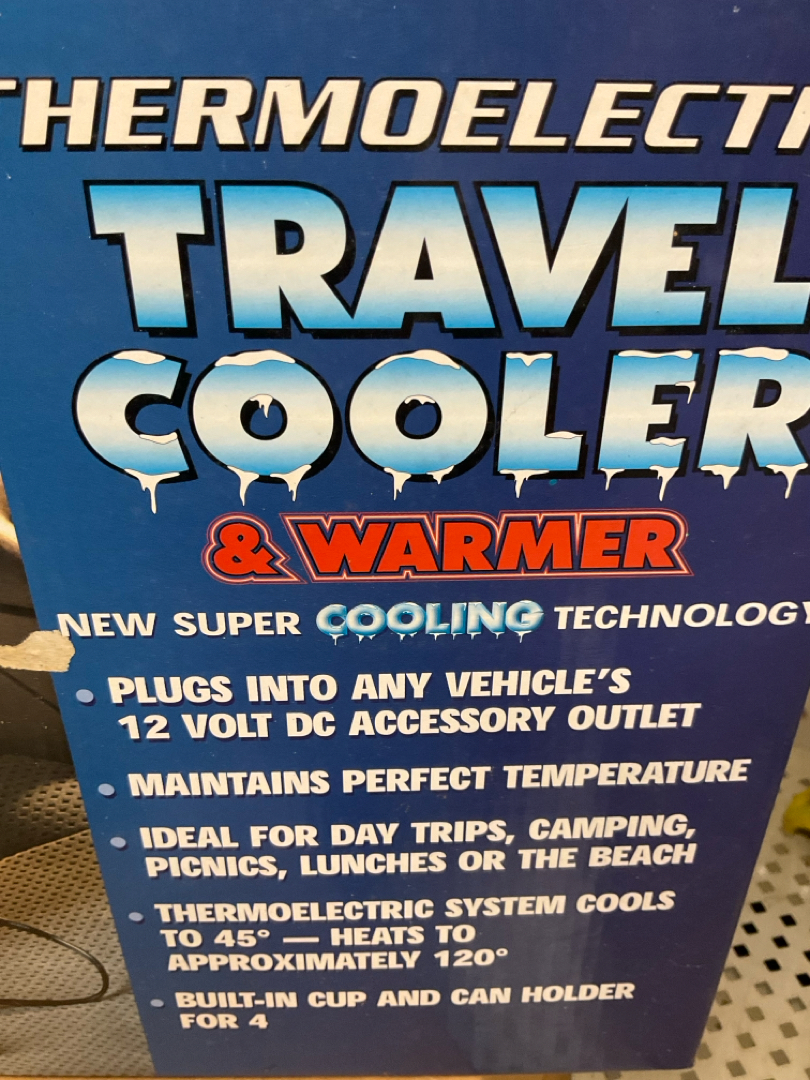 THERMOELECTRI
TRAVEL
COOLER
& WARMER
NEW SUPER COOLING TECHNOLOGY
• PLUGS INTO ANY VEHICLE'S
12 VOLT DC ACCESSORY OUTLET
• MAINTAINS PERFECT TEMPERATURE
• IDEAL FOR DAY TRIPS, CAMPING,
PICNICS, LUNCHES OR THE BEACH
• THERMOELECTRIC SYSTEM COOLS
TO 45° — HEATS TO
APPROXIMATELY 120°
• BUILT-IN CUP AND CAN HOLDER
FOR 4